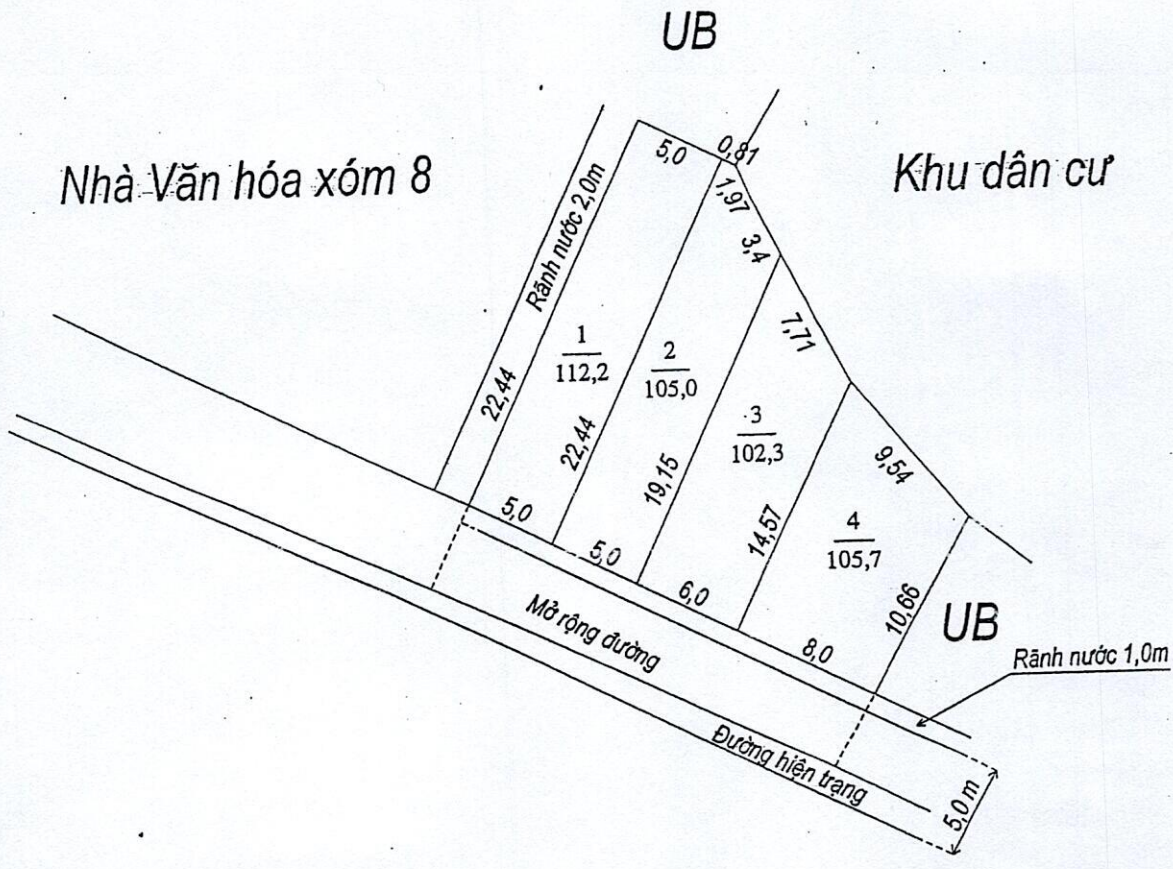 UB
Nhà Văn hóa xóm 8
Khu dân cư
Rãnh nước 2,0m
5,0
0,81
1,97
3,4
7,71
9,54
22,44
1
112,2
22,44
2
105,0
19,15
3
102,3
14,57
4
105,7
10,66
5,0
5,0
6,0
8,0
UB
Rãnh nước 1,0m
Mở rộng đường
Đường hiện trạng
5,0 m